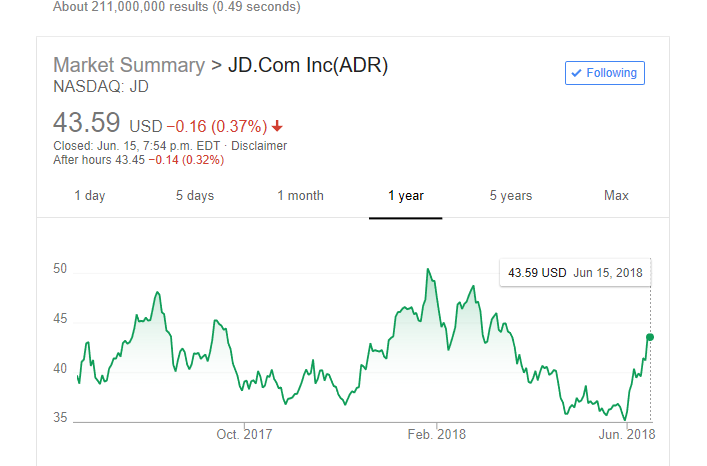 About 211,000,000 results (0.49 seconds)
Market Summary > JD.Com Inc(ADR)
NASDAQ: JD
Following
43.59 USD −0.16 (0.37%)
Closed: Jun. 15, 7:54 p.m. EDT · Disclaimer
After hours 43.45 −0.14 (0.32%)
1 day 5 days 1 month 1 year 5 years Max
43.59 USD Jun 15, 2018
50
45
40
35
Oct. 2017 Feb. 2018 Jun. 2018